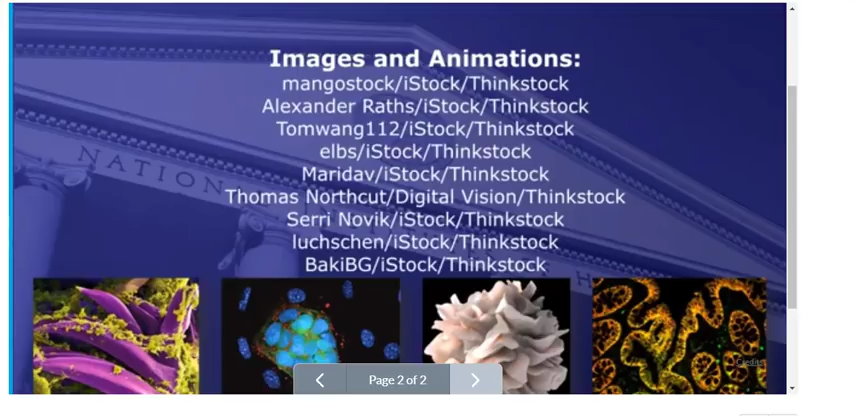 Images and Animations:
mangostock/iStock/Thinkstock
Alexander Raths/iStock/Thinkstock
Tomwang112/iStock/Thinkstock
elbs/iStock/Thinkstock
Maridav/iStock/Thinkstock
NATION
Thomas Northcut/Digital Vision/Thinkstock
Serri Novik/iStock/Thinkstock
luchschen/iStock/Thinkstock
BakiBG/iStock/Thinkstock
Credits
Page 2 of 2